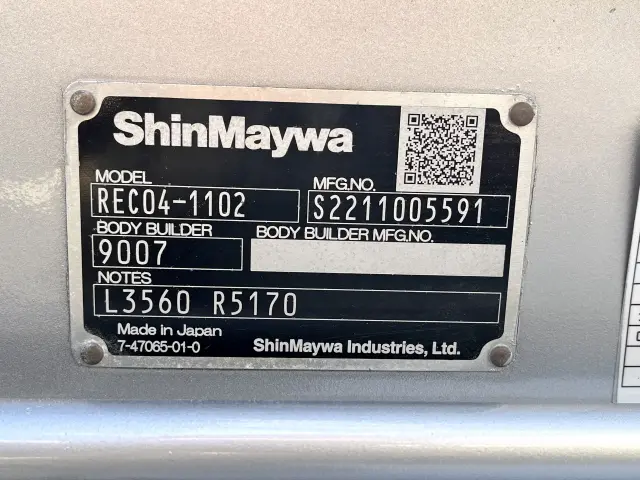 ShinMaywa
MODEL
MFG.NO.
REC04-1102
S2211005591
BODY BUILDER
BODY BUILDER MFG.NO.
9007
NOTES
L3560 R5170
Made in Japan
7-47065-01-0
ShinMaywa Industries, Ltd.